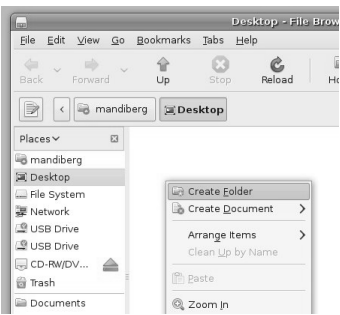 Desktop - File Brow
File Edit View Go Bookmarks Tabs Help
Back Forward Up Stop Reload Ho
mandiberg Desktop
Places
mandiberg
Desktop
File System
Network
USB Drive
USB Drive
CD-RW/DV...
Trash
Documents
Create Folder
Create Document
Arrange Items
Clean Up by Name
Paste
Zoom In